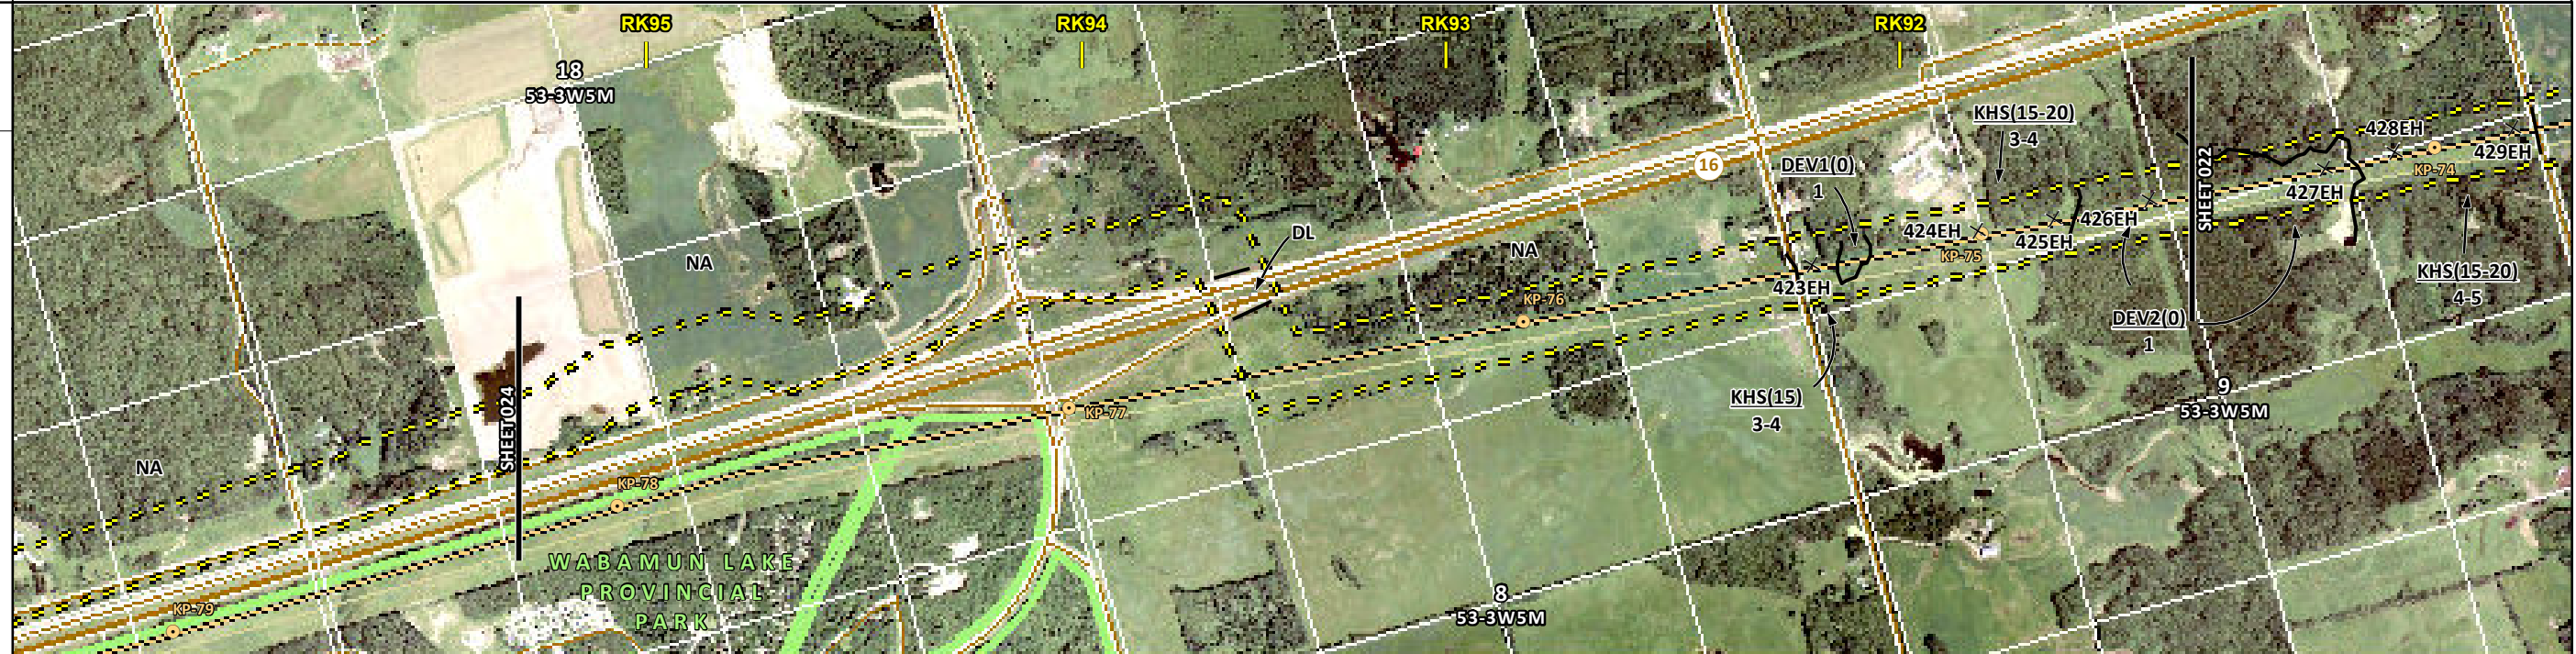 RK95
RK94
RK93
RK92
18
53-3W5M
16
DEV1(0)
1
KHS(15-20)
3-4
428EH
KP-74
429EH
SHEET 022
427EH
426EH
424EH
425EH
KP-75
DL
NA
NA
423EH
KP-76
KHS(15-20)
4-5
DEV2(0)
1
KHS(15)
3-4
9
53-3W5M
SHEET 024
KP-77
NA
KP-78
WABAMUN LAKE
PROVINCIAL
PARK
KP-79
8
53-3W5M